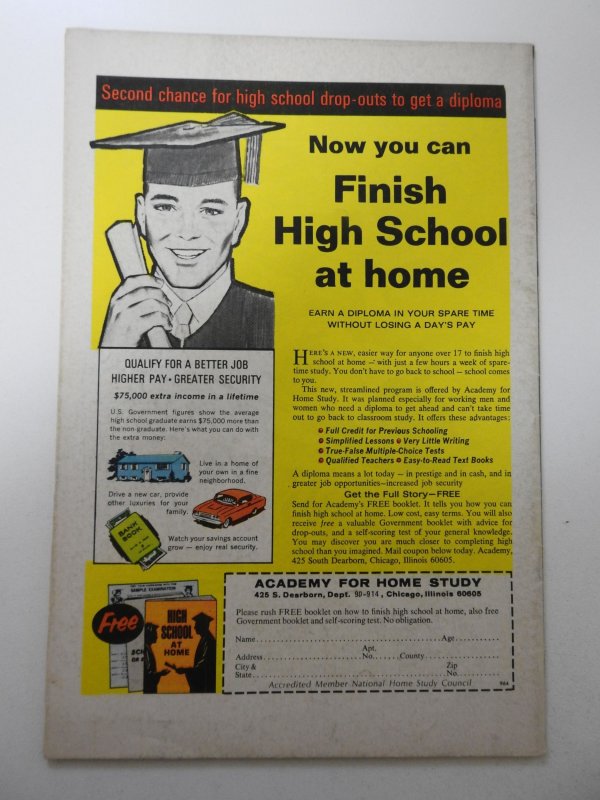 Second chance for high school drop-outs to get a diploma
Now you can
Finish
High School
at home
EARN A DIPLOMA IN YOUR SPARE TIME
WITHOUT LOSING A DAY'S PAY
HERE'S A NEW, easier way for anyone over 17 to finish high
school at home — with just a few hours a week of spare-
time study. You don't have to go back to school — school comes
to you.
This new, streamlined program is offered by Academy for
Home Study. It was planned especially for working men and
women who need a diploma to get ahead and can't take time
out to go back to classroom study. It offers these advantages:
● Full Credit for Previous Schooling
● Simplified Lessons ● Very Little Writing
● True-False Multiple-Choice Tests
● Qualified Teachers ● Easy-to-Read Text Books
A diploma means a lot today – in prestige and in cash, and in
greater job opportunities–increased job security
Get the Full Story—FREE
Send for Academy's FREE booklet. It tells you how you can
finish high school at home. Low cost, easy terms. You will also
receive free a valuable Government booklet with advice for
drop-outs, and a self-scoring test of your general knowledge.
You may discover you are much closer to completing high
school than you imagined. Mail coupon below today. Academy,
425 South Dearborn, Chicago, Illinois 60605.
QUALIFY FOR A BETTER JOB
HIGHER PAY • GREATER SECURITY
$75,000 extra income in a lifetime
U.S. Government figures show the average
high school graduate earns $75,000 more than
the non-graduate. Here's what you can do with
the extra money:
Live in a home of
your own in a fine
neighborhood.
Drive a new car, provide
other luxuries for your
family.
BANK
BOOK
Watch your savings account
grow — enjoy real security.
Free
SAMPLE EXAMINATION
HIGH
SCHOOL
AT
HOME
ACADEMY FOR HOME STUDY
425 S. Dearborn, Dept. 90-914, Chicago, Illinois 60605
Please rush FREE booklet on how to finish high school at home, also free
Government booklet and self-scoring test. No obligation.
Name Age
Apt.
Address No. County
City & Zip
State No.
Accredited Member National Home Study Council 96A